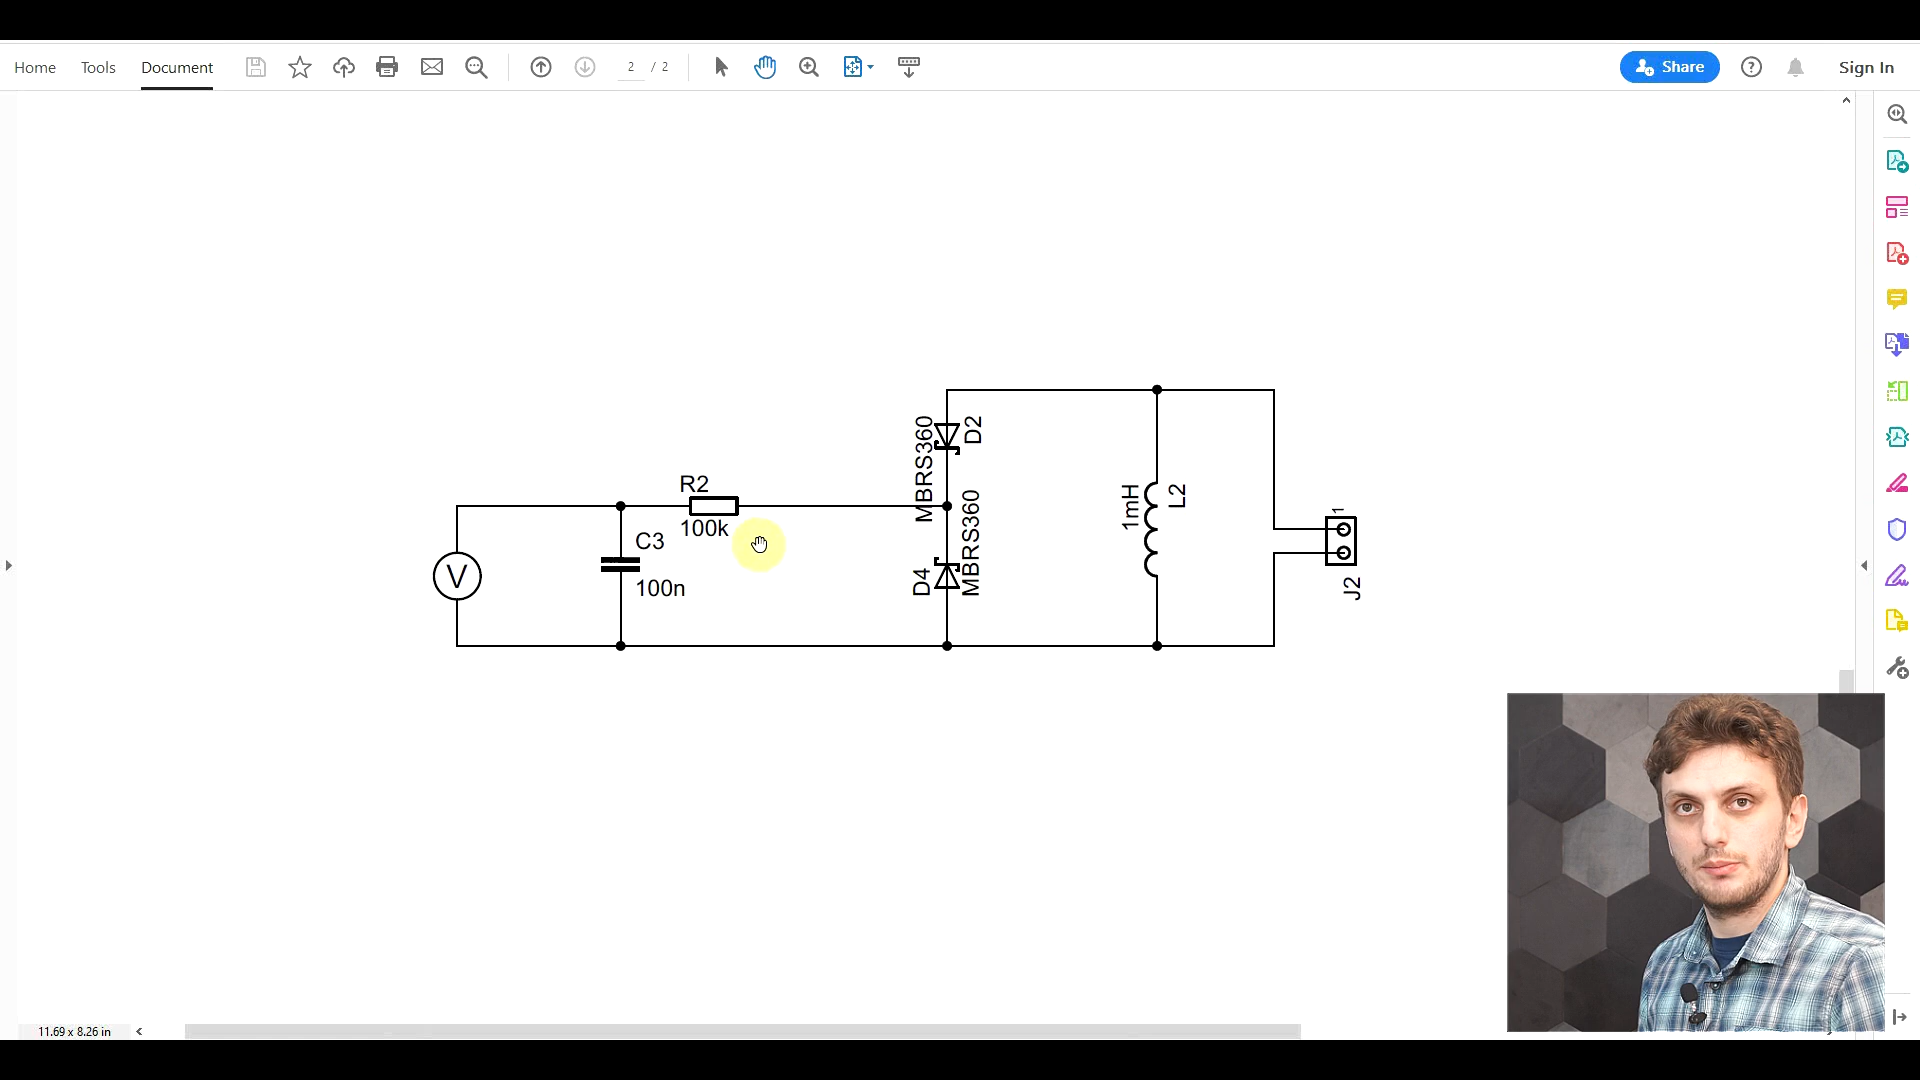 Home Tools Document 2 / 2 Share Sign In
R2
100k
C3
100n
V
MBRS360
D2
D4
MBRS360
1mH
L2
1
J2
11.69 x 8.26 in